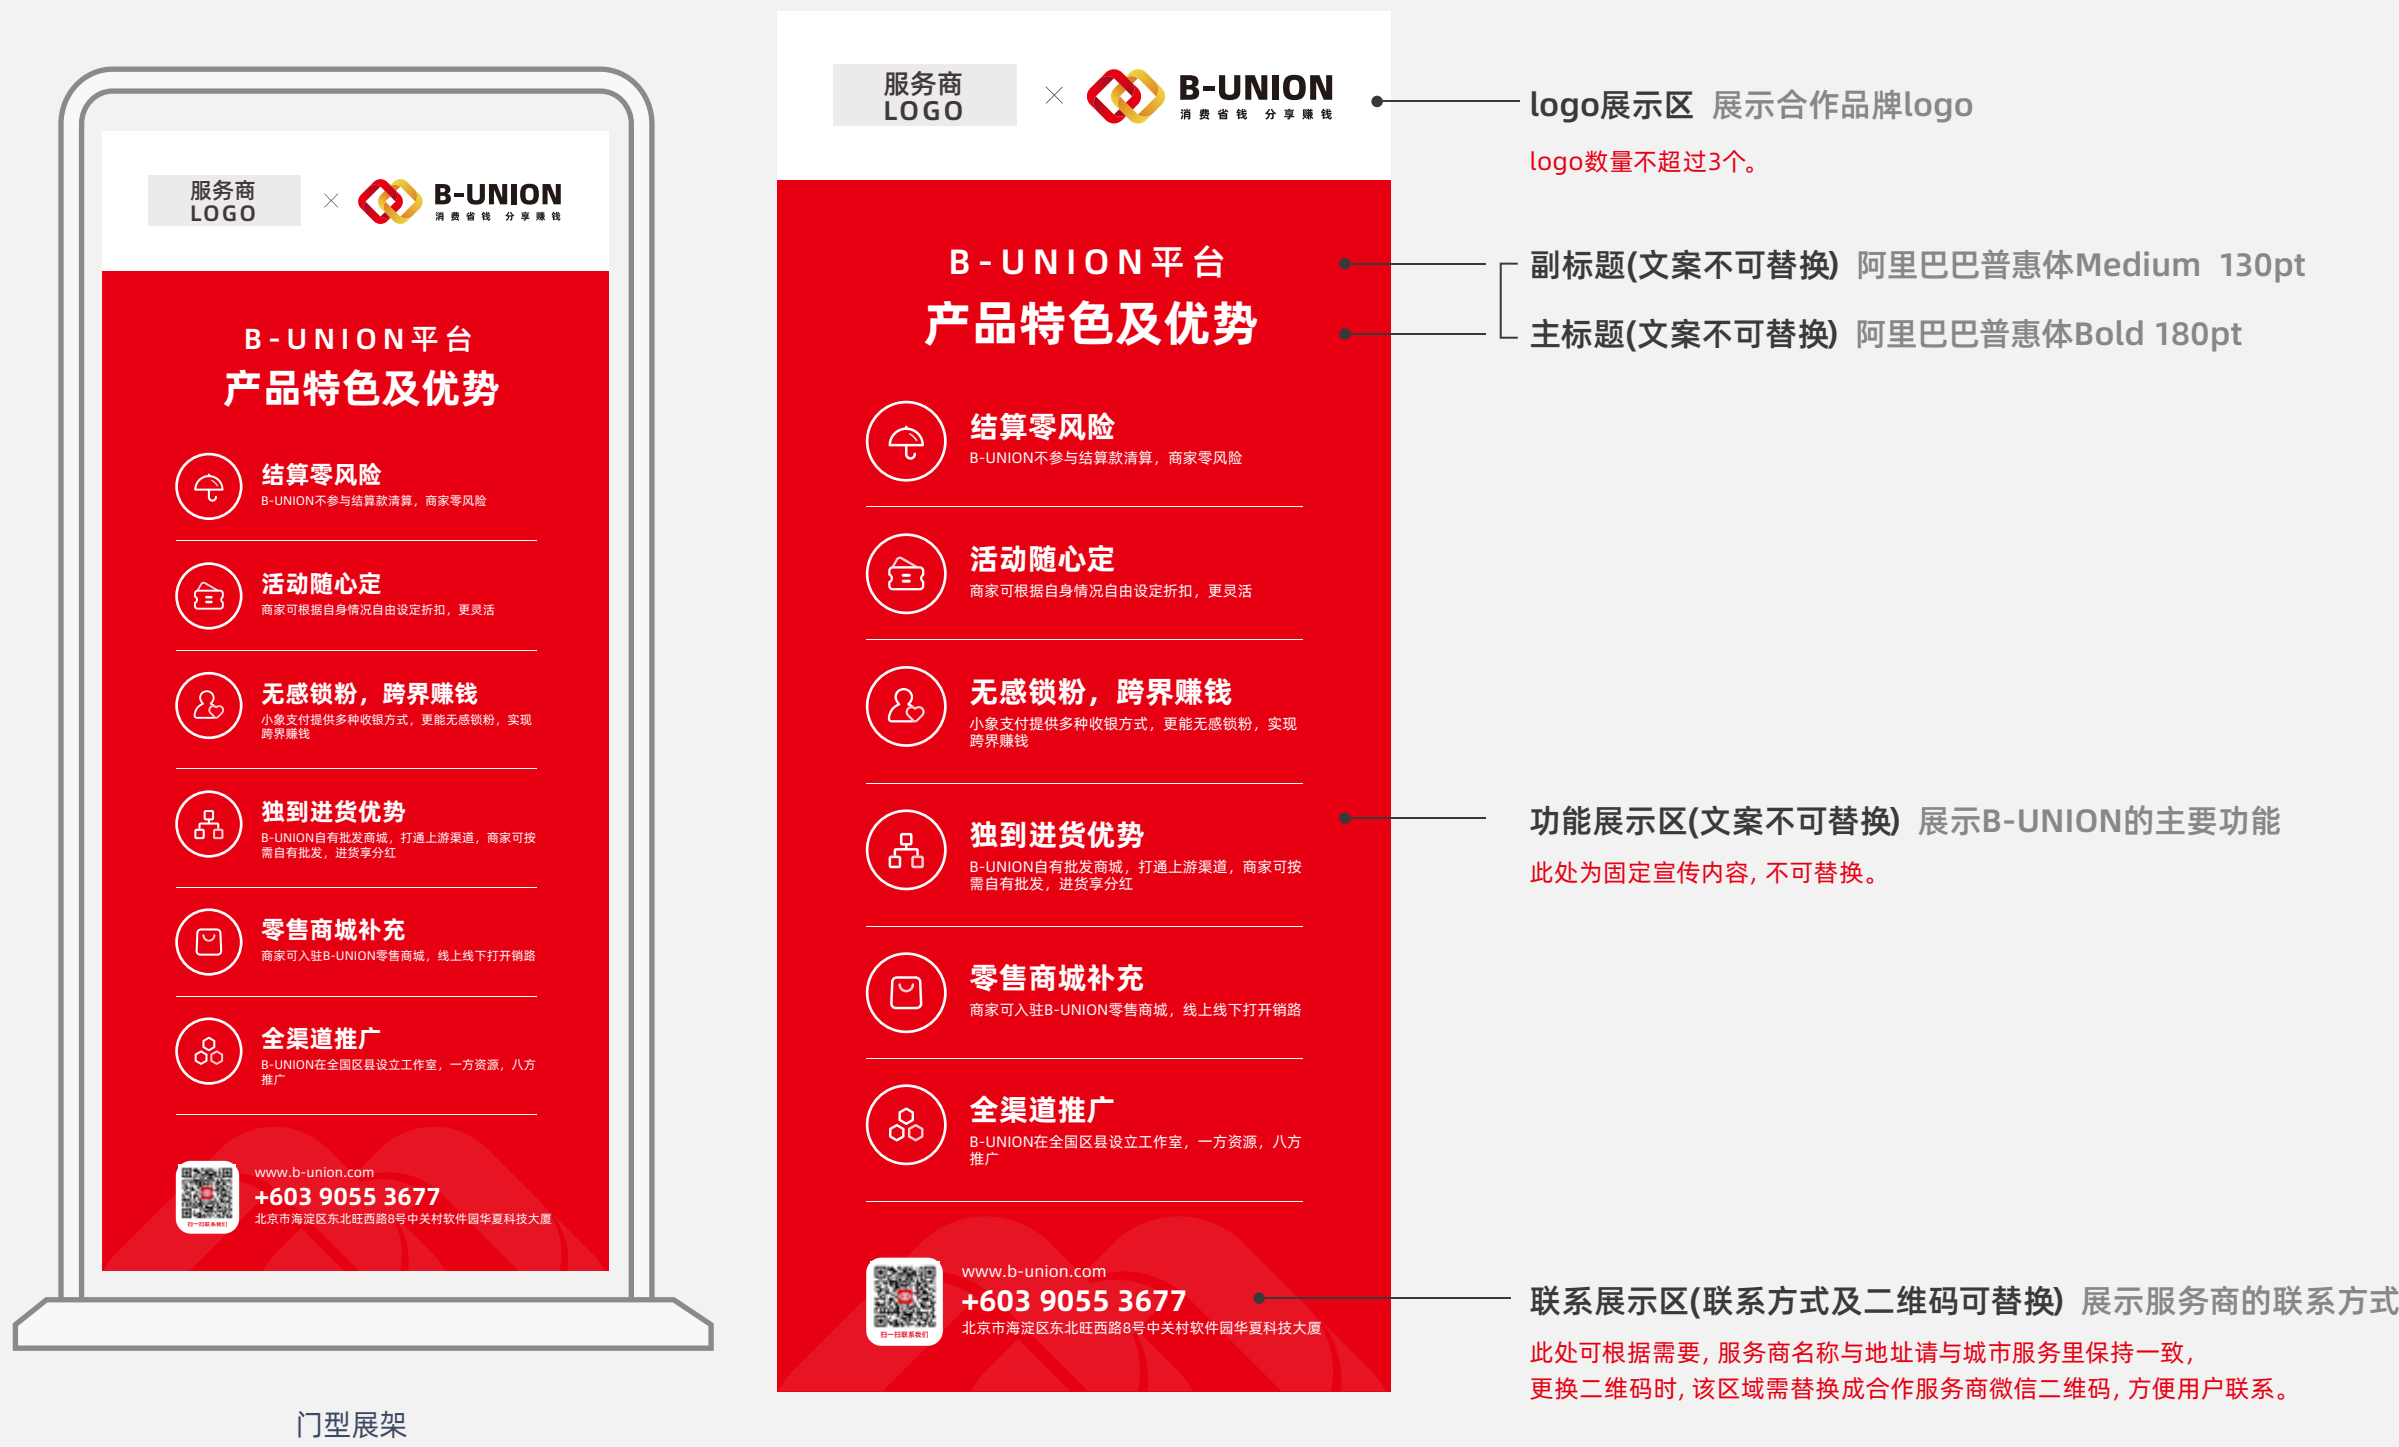 服务商
LOGO
×
B-UNION
消费省钱 分享赚钱
B-UNION平台
产品特色及优势
结算零风险
B-UNION不参与结算款清算，商家零风险
活动随心定
商家可根据自身情况自由设定折扣，更灵活
无感锁粉，跨界赚钱
小象支付提供多种收银方式，更能无感锁粉，实现
跨界赚钱
独到进货优势
B-UNION自有批发商城，打通上游渠道，商家可按
需自有批发，进货享分红
零售商城补充
商家可入驻B-UNION零售商城，线上线下打开销路
全渠道推广
B-UNION在全国区县设立工作室，一方资源，八方
推广
扫一扫联系我们
www.b-union.com
+603 9055 3677
北京市海淀区东北旺西路8号中关村软件园华夏科技大厦
门型展架
服务商
LOGO
×
B-UNION
消费省钱 分享赚钱
B-UNION平台
产品特色及优势
结算零风险
B-UNION不参与结算款清算，商家零风险
活动随心定
商家可根据自身情况自由设定折扣，更灵活
无感锁粉，跨界赚钱
小象支付提供多种收银方式，更能无感锁粉，实现
跨界赚钱
独到进货优势
B-UNION自有批发商城，打通上游渠道，商家可按
需自有批发，进货享分红
零售商城补充
商家可入驻B-UNION零售商城，线上线下打开销路
全渠道推广
B-UNION在全国区县设立工作室，一方资源，八方
推广
扫一扫联系我们
www.b-union.com
+603 9055 3677
北京市海淀区东北旺西路8号中关村软件园华夏科技大厦
logo展示区 展示合作品牌logo
logo数量不超过3个。
副标题(文案不可替换) 阿里巴巴普惠体Medium 130pt
主标题(文案不可替换) 阿里巴巴普惠体Bold 180pt
功能展示区(文案不可替换) 展示B-UNION的主要功能
此处为固定宣传内容，不可替换。
联系展示区(联系方式及二维码可替换) 展示服务商的联系方式
此处可根据需要，服务商名称与地址请与城市服务里保持一致，
更换二维码时，该区域需替换成合作服务商微信二维码，方便用户联系。